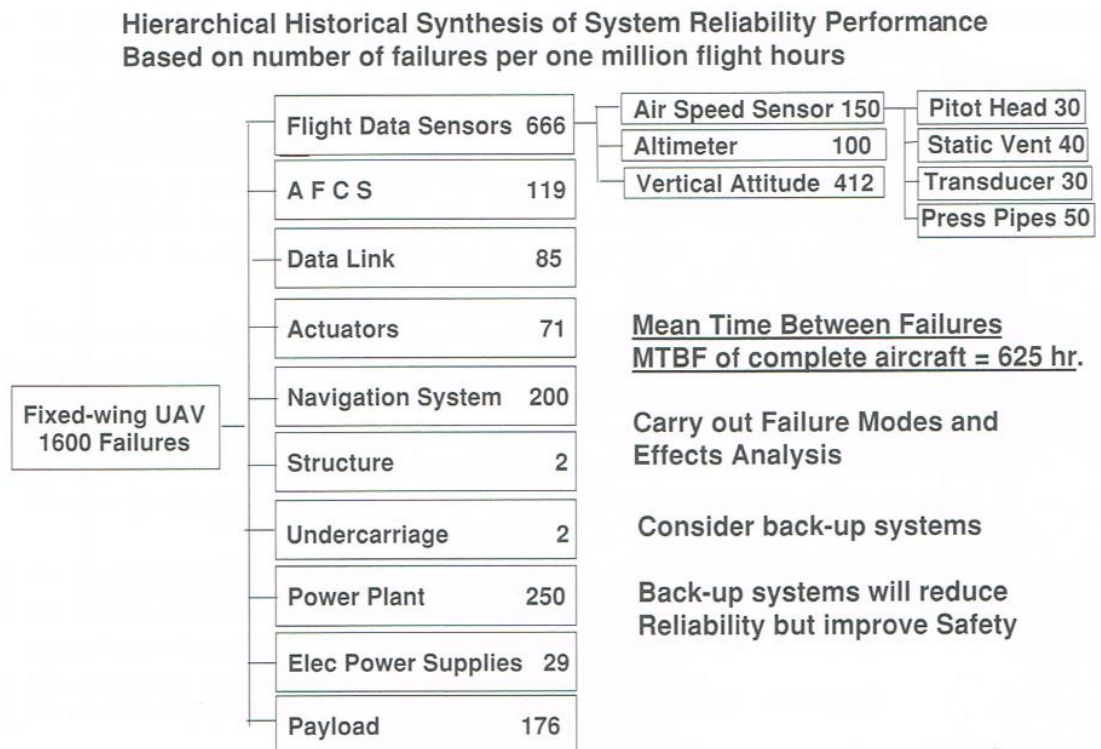 Hierarchical Historical Synthesis of System Reliability Performance
Based on number of failures per one million flight hours
Fixed-wing UAV
1600 Failures
Flight Data Sensors 666
A F C S 119
Data Link 85
Actuators 71
Navigation System 200
Structure 2
Undercarriage 2
Power Plant 250
Elec Power Supplies 29
Payload 176
Air Speed Sensor 150
Altimeter 100
Vertical Attitude 412
Pitot Head 30
Static Vent 40
Transducer 30
Press Pipes 50
Mean Time Between Failures
MTBF of complete aircraft = 625 hr.
Carry out Failure Modes and
Effects Analysis
Consider back-up systems
Back-up systems will reduce
Reliability but improve Safety